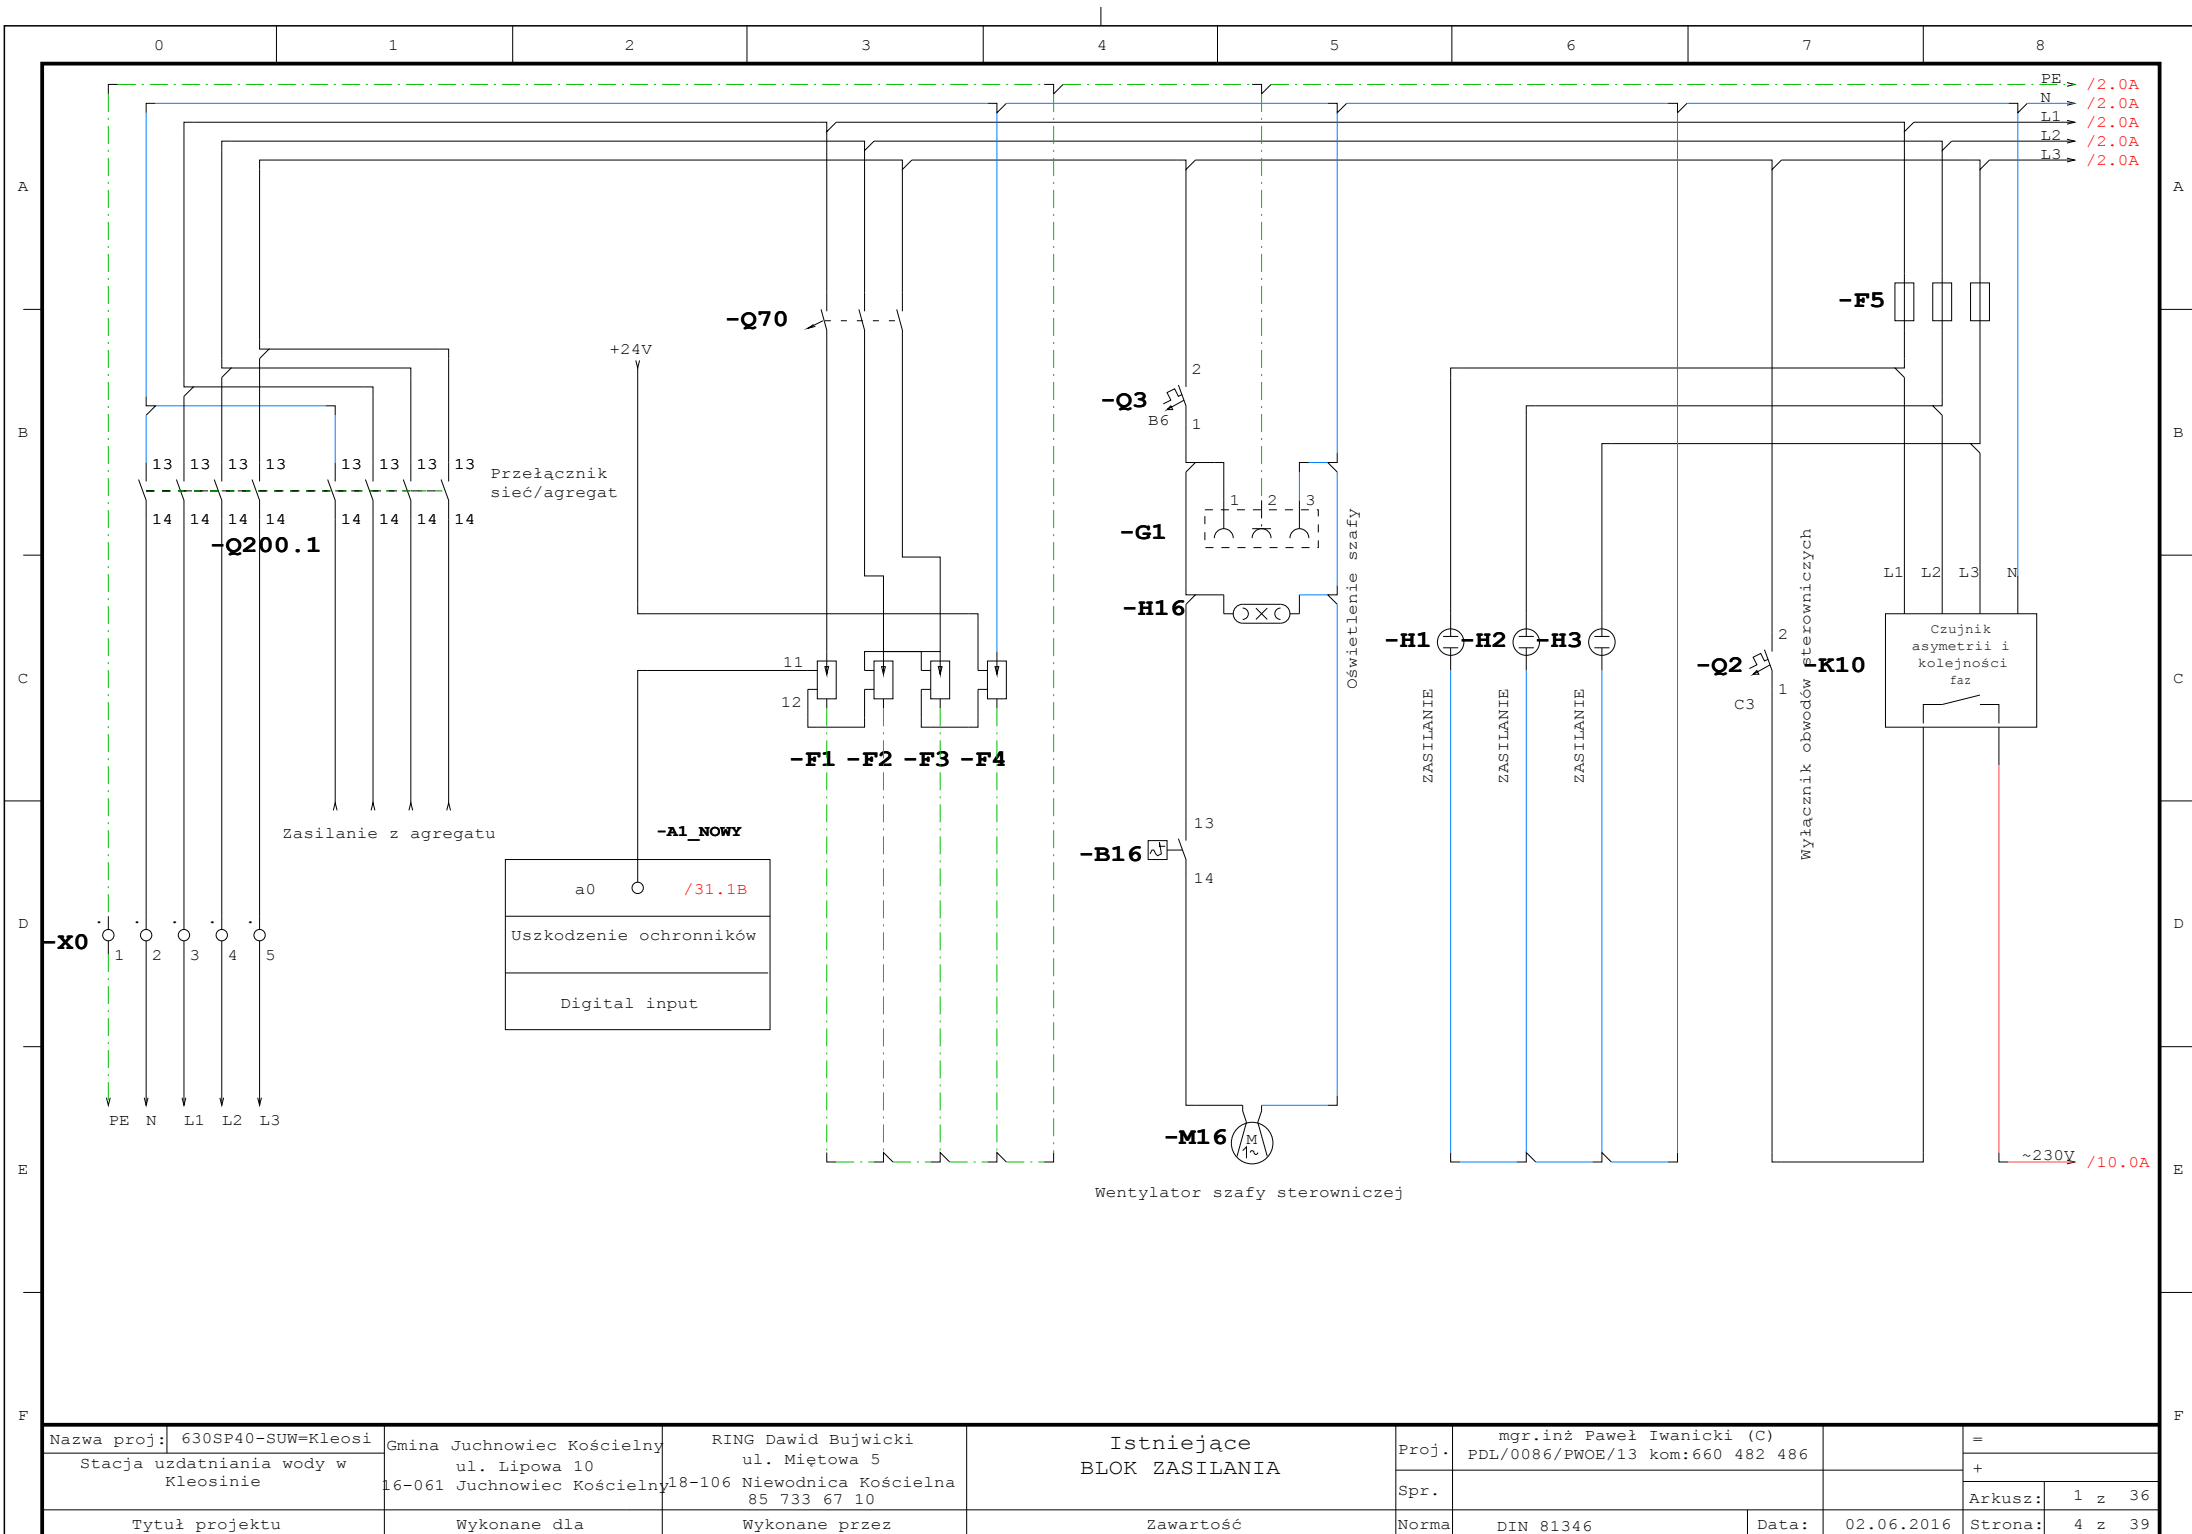 0 1 2 3 4 5 6 7 8
PE /2.0A
N /2.0A
L1 /2.0A
L2 /2.0A
L3 /2.0A
A A
-F5
-Q70
+24V
2
-Q3
B6
1
B B
13 13 13 13 13 13 13 13
Przełącznik
sieć/agregat
14 14 14 14 14 14 14 14
-Q200.1
1 2 3
-G1
Oświetlenie szafy
-H16
L1 L2 L3 N
Czujnik
asymetrii i
kolejności
faz
-H1 -H2 -H3
2
-Q2
1
C3
Wyłącznik obwodów sterowniczych
-K10
C C
11
12
ZASILANIE
ZASILANIE
ZASILANIE
-F1 -F2 -F3 -F4
Zasilanie z agregatu
-A1_NOWY
13
-B16
14
a0 /31.1B
Uszkodzenie ochronników
Digital input
D D
-X0
1 2 3 4 5
PE N L1 L2 L3
-M16
M
1~
~230V /10.0A
E E
Wentylator szafy sterowniczej
F F
Nazwa proj: 630SP40-SUW=Kleosi
Stacja uzdatniania wody w
Kleosinie
Tytuł projektu
Gmina Juchnowiec Kościelny
ul. Lipowa 10
16-061 Juchnowiec Kościelny
Wykonane dla
RING Dawid Bujwicki
ul. Miętowa 5
18-106 Niewodnica Kościelna
85 733 67 10
Wykonane przez
Istniejące
BLOK ZASILANIA
Zawartość
Proj. mgr.inż Paweł Iwanicki (C)
PDL/0086/PWOE/13 kom:660 482 486
Spr.
Norma DIN 81346 Data: 02.06.2016
=
+
Arkusz: 1 z 36
Strona: 4 z 39